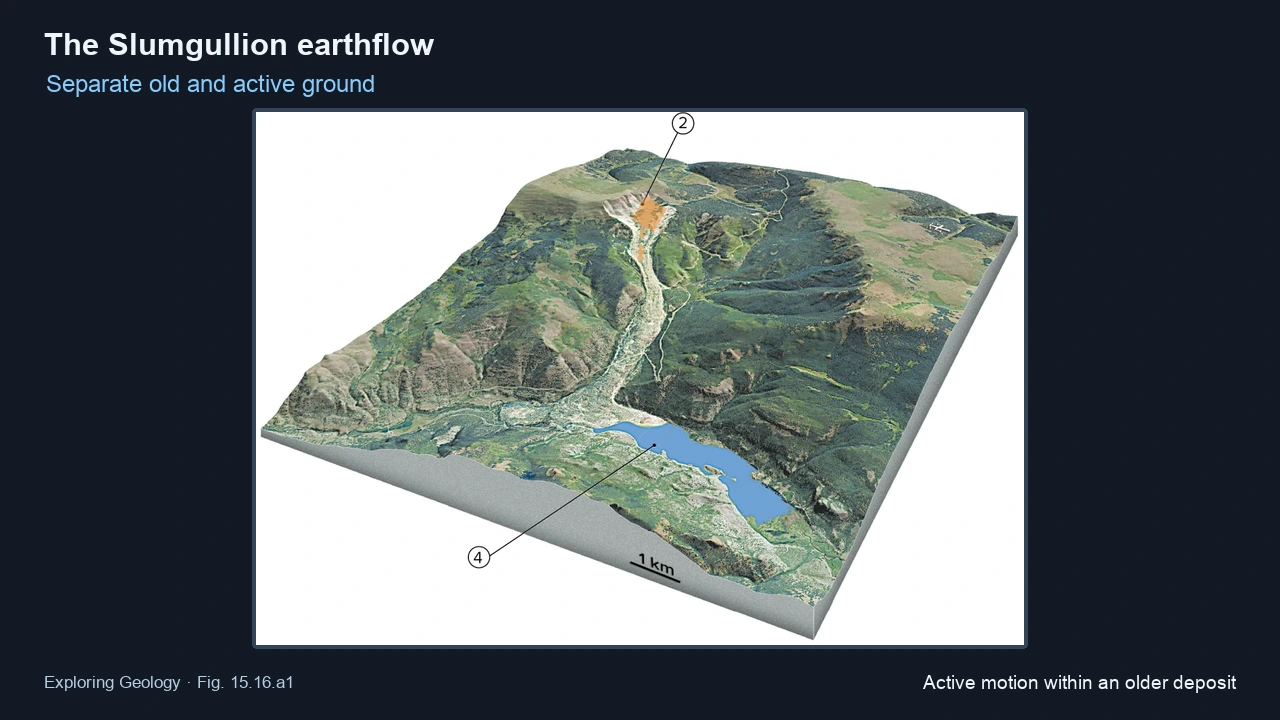 The Slumgullion earthflow
Separate old and active ground
2
4
1 km
Exploring Geology · Fig. 15.16.a1
Active motion within an older deposit